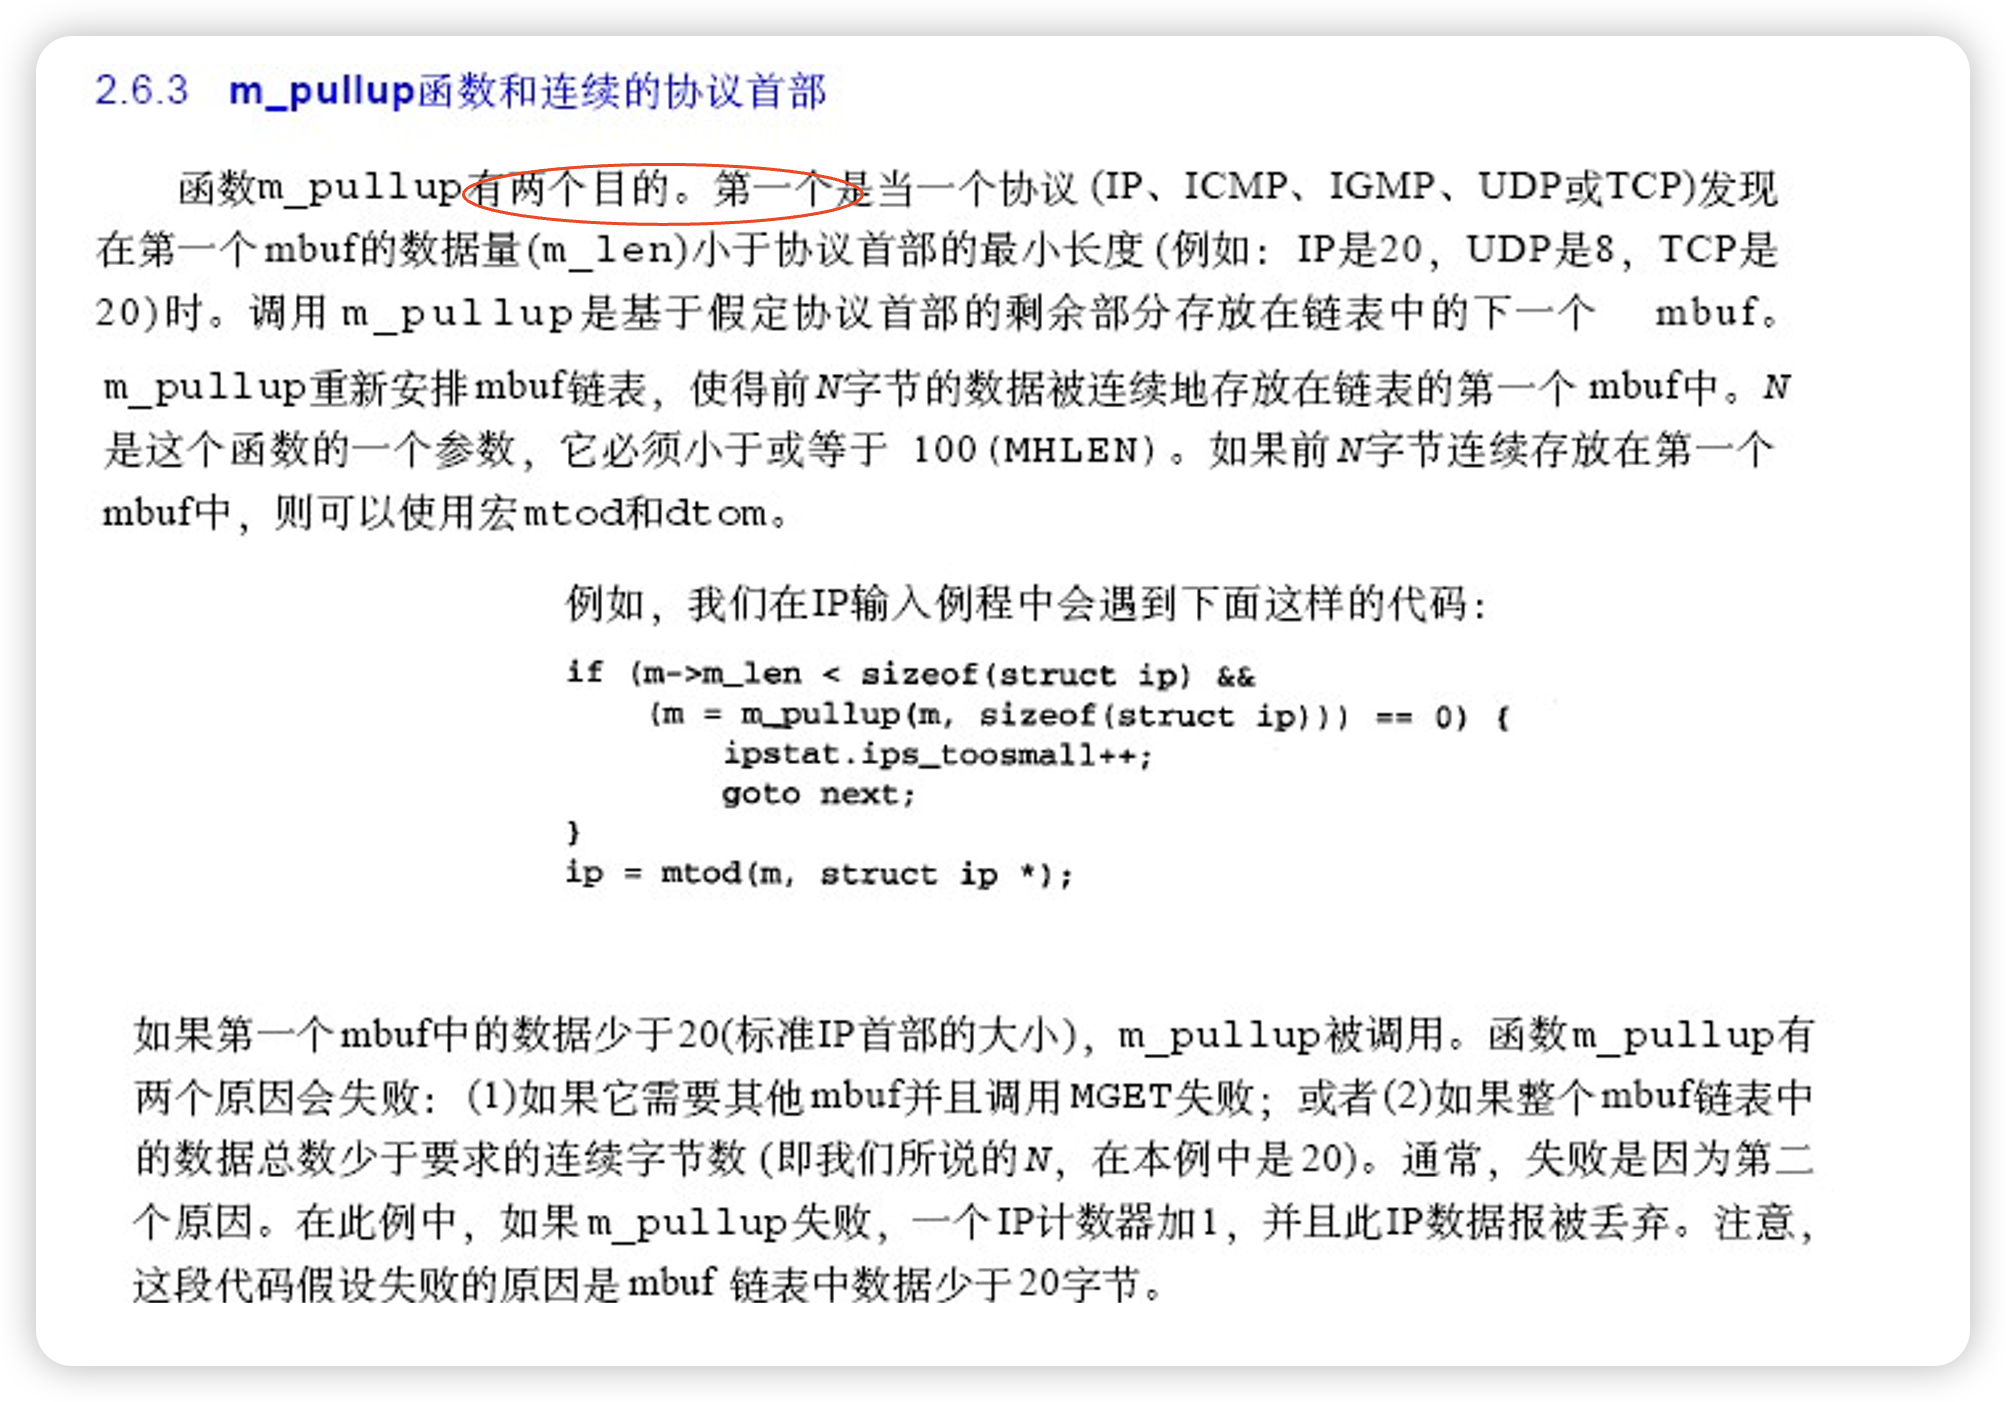 2.6.3 m_pullup函数和连续的协议首部
函数m_pullup有两个目的。第一个是当一个协议(IP、ICMP、IGMP、UDP或TCP)发现
在第一个mbuf的数据量(m_len)小于协议首部的最小长度(例如：IP是20，UDP是8，TCP是
20)时。调用m_pullup是基于假定协议首部的剩余部分存放在链表中的下一个 mbuf。
m_pullup重新安排mbuf链表，使得前N字节的数据被连续地存放在链表的第一个mbuf中。N
是这个函数的一个参数，它必须小于或等于 100(MHLEN)。如果前N字节连续存放在第一个
mbuf中，则可以使用宏mtod和dtom。
例如，我们在IP输入例程中会遇到下面这样的代码：
if (m->m_len < sizeof(struct ip) &&
(m = m_pullup(m, sizeof(struct ip))) == 0) {
ipstat.ips_toosmall++;
goto next;
}
ip = mtod(m, struct ip *);
如果第一个mbuf中的数据少于20(标准IP首部的大小)，m_pullup被调用。函数m_pullup有
两个原因会失败：(1)如果它需要其他mbuf并且调用MGET失败；或者(2)如果整个mbuf链表中
的数据总数少于要求的连续字节数(即我们所说的N，在本例中是20)。通常，失败是因为第二
个原因。在此例中，如果m_pullup失败，一个IP计数器加1，并且此IP数据报被丢弃。注意，
这段代码假设失败的原因是mbuf 链表中数据少于20字节。